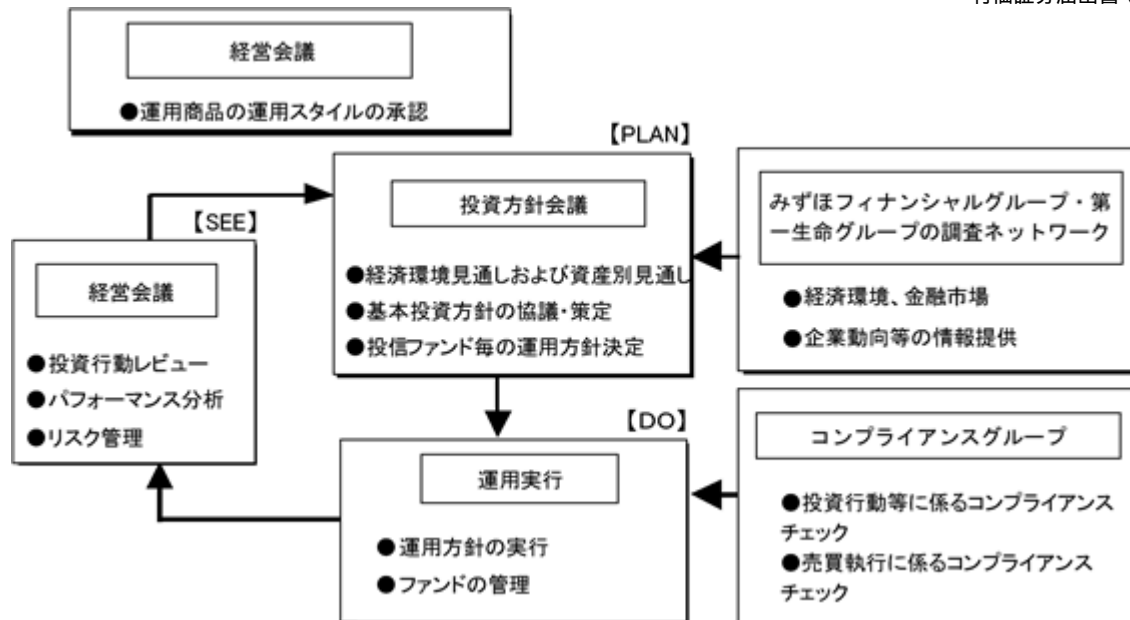 経営会議
●運用商品の運用スタイルの承認
【PLAN】
投資方針会議
●経済環境見通しおよび資産別見通し
●基本投資方針の協議・策定
●投信ファンド毎の運用方針決定
みずほフィナンシャルグループ・第
一生命グループの調査ネットワーク
●経済環境、金融市場
●企業動向等の情報提供
【SEE】
経営会議
●投資行動レビュー
●パフォーマンス分析
●リスク管理
【DO】
運用実行
●運用方針の実行
●ファンドの管理
コンプライアンスグループ
●投資行動等に係るコンプライアンス
チェック
●売買執行に係るコンプライアンス
チェック